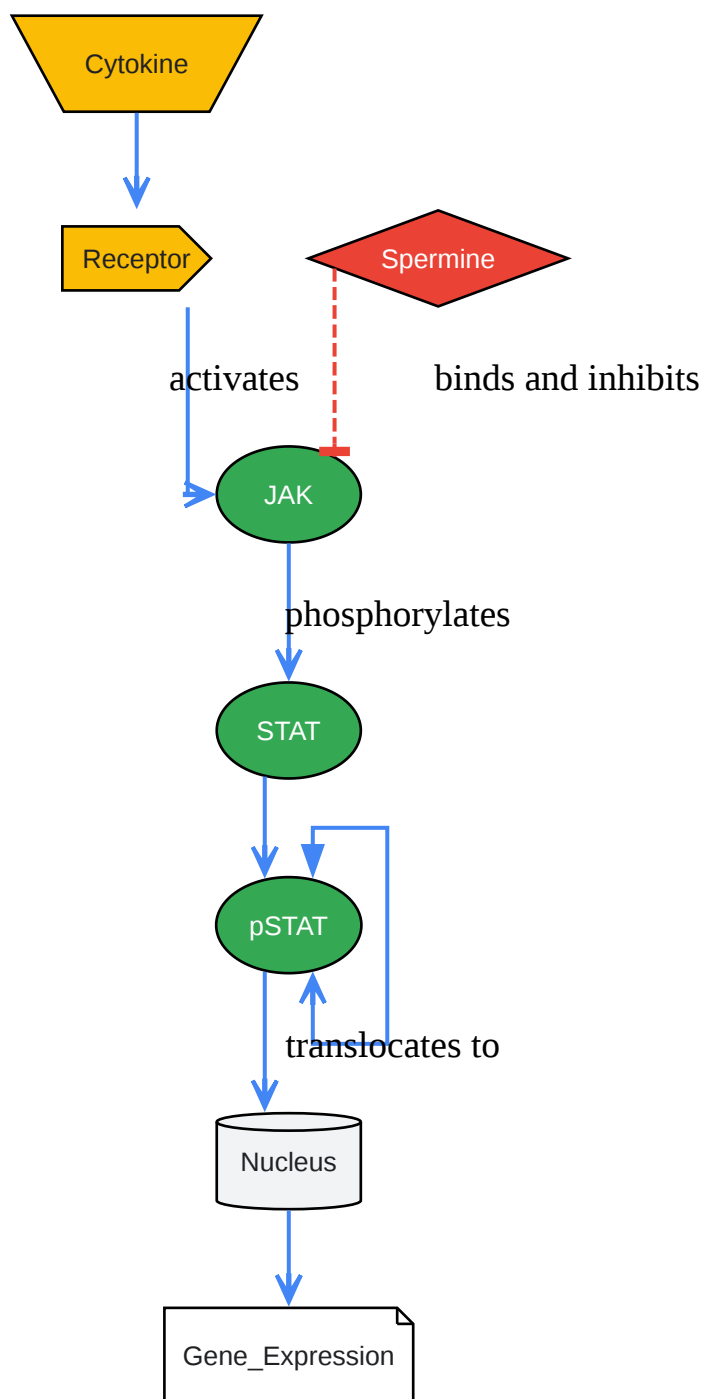 Cytokine
Receptor
Spermine
activates
binds and inhibits
JAK
phosphorylates
STAT
pSTAT
translocates to
Nucleus
Gene_Expression